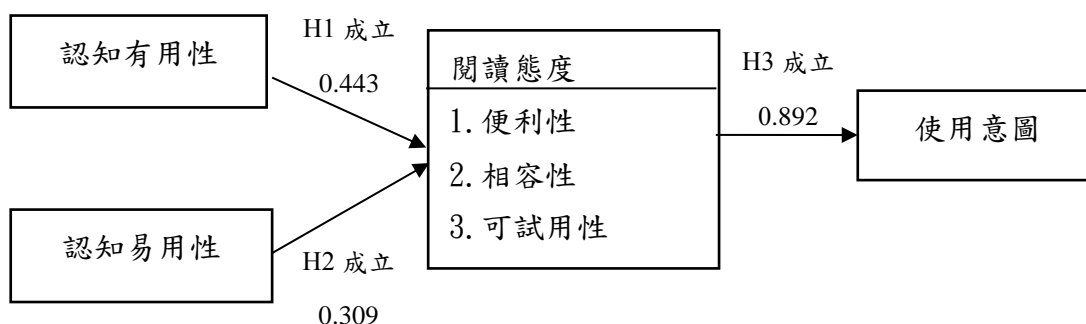 認知有用性
H1 成立
0.443
認知易用性
H2 成立
0.309
閱讀態度
1.便利性
2.相容性
3.可試用性
H3 成立
0.892
使用意圖